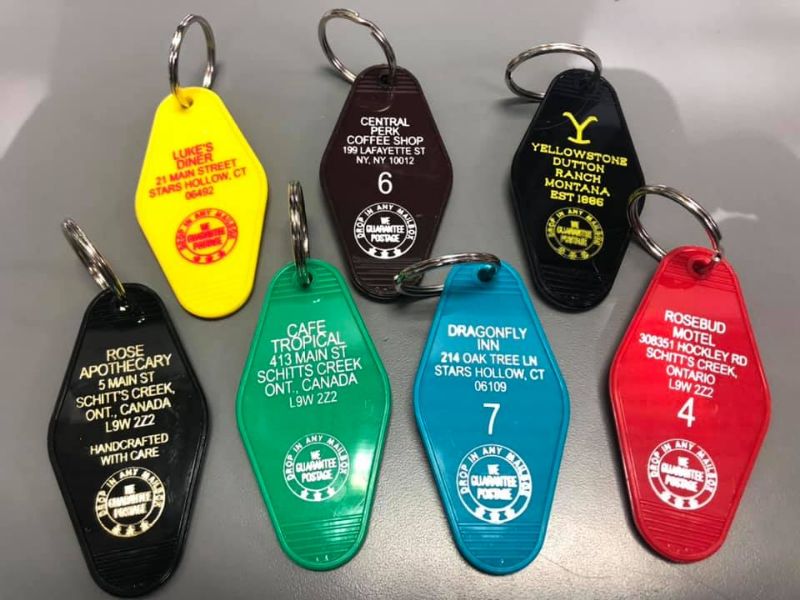 LUKE'S
DINER
21 MAIN STREET
STARS HOLLOW, CT
06492
DROP IN ANY MAILBOX
WE
GUARANTEE
POSTAGE
CENTRAL
PERK
COFFEE SHOP
199 LAFAYETTE ST
NY, NY 10012
6
DROP IN ANY MAILBOX
WE
GUARANTEE
POSTAGE
Y
YELLOWSTONE
DUTTON
RANCH
MONTANA
EST 1886
DROP IN ANY MAILBOX
WE
GUARANTEE
POSTAGE
ROSE
APOTHECARY
5 MAIN ST
SCHITT'S CREEK,
ONT., CANADA
L9W 2Z2
HANDCRAFTED
WITH CARE
DROP IN ANY MAILBOX
WE
GUARANTEE
POSTAGE
CAFE
TROPICAL
413 MAIN ST
SCHITTS CREEK
ONT., CANADA
L9W 2Z2
DROP IN ANY MAILBOX
WE
GUARANTEE
POSTAGE
DRAGONFLY
INN
214 OAK TREE LN
STARS HOLLOW, CT
06109
7
DROP IN ANY MAILBOX
WE
GUARANTEE
POSTAGE
ROSEBUD
MOTEL
308351 HOCKLEY RD
SCHITT'S CREEK,
ONTARIO
L9W 2Z2
4
DROP IN ANY MAILBOX
WE
GUARANTEE
POSTAGE